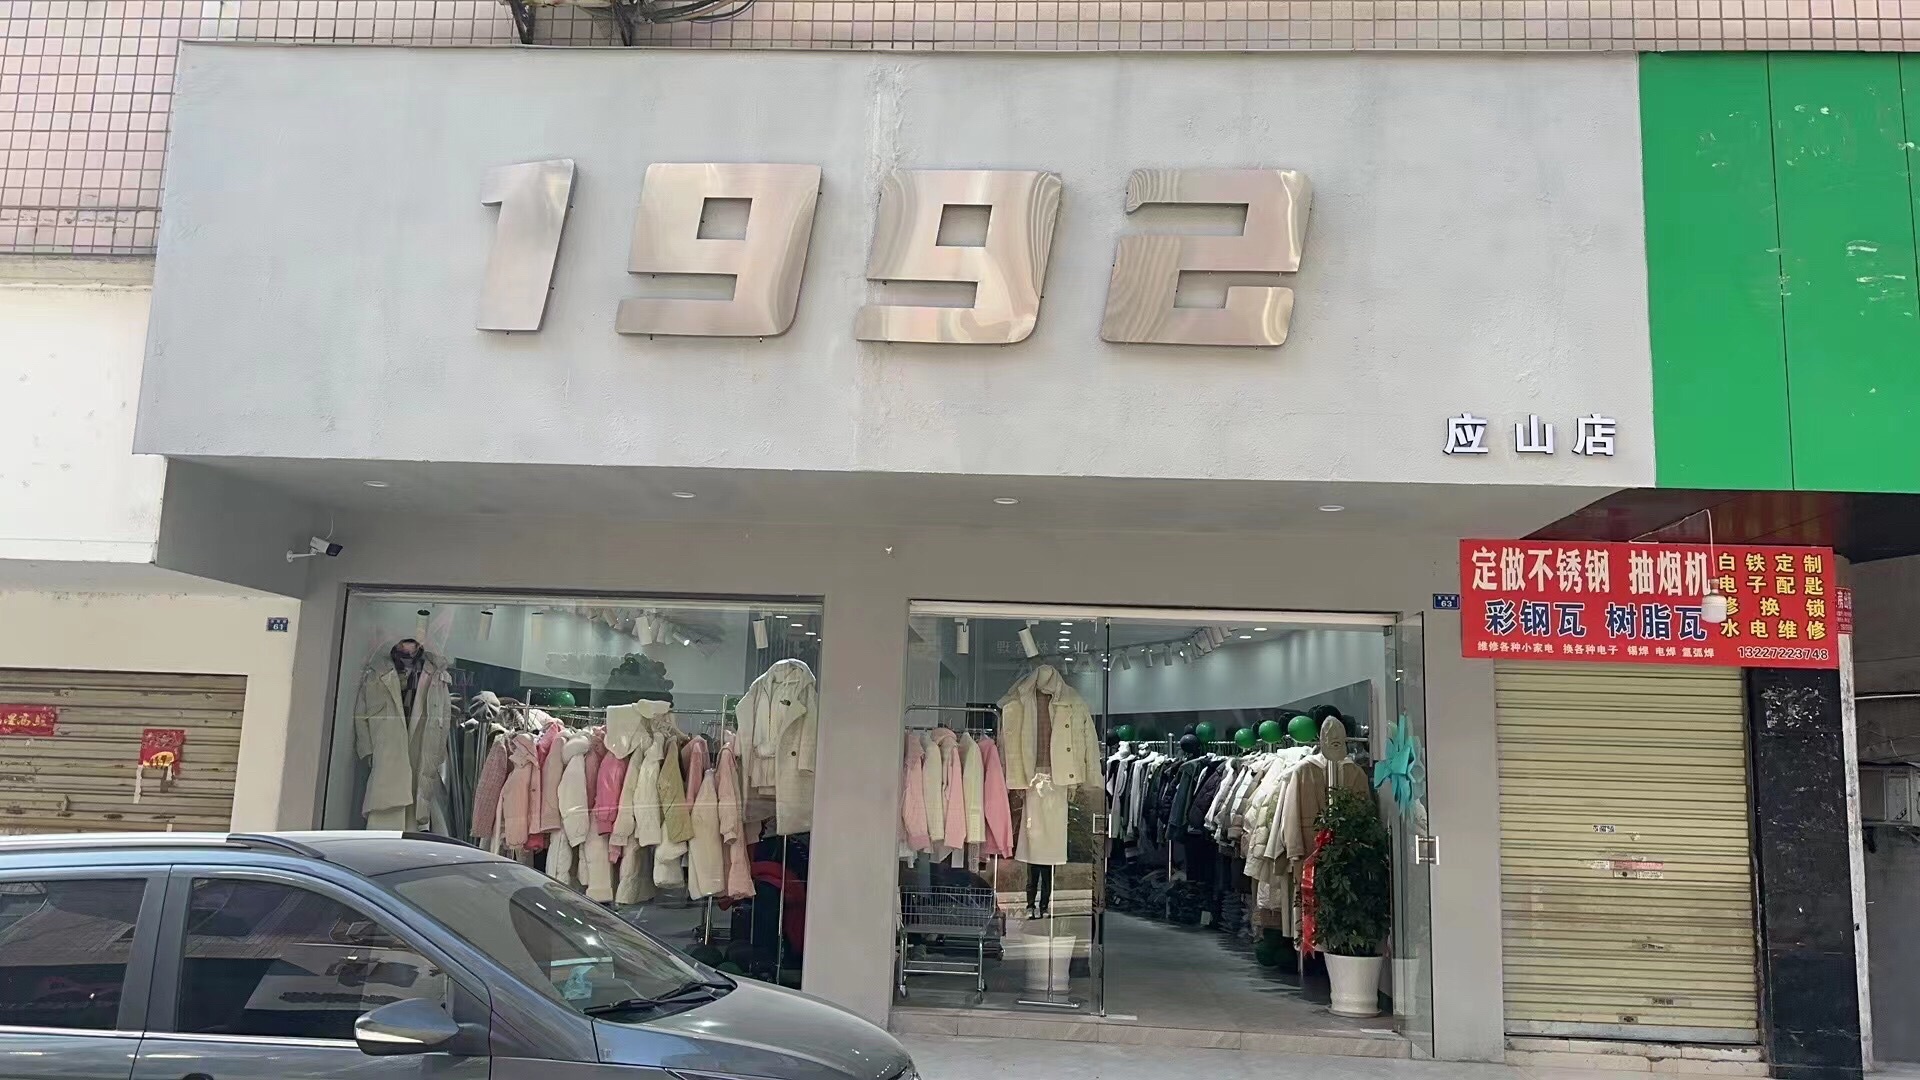 1992
应山店
定做不锈钢 抽烟机
彩钢瓦 树脂瓦
维修各种小家电 换各种电子 锡焊 电焊 氩弧焊
白铁定制
电子配匙
修换锁
水电维修
13227223748
61
63